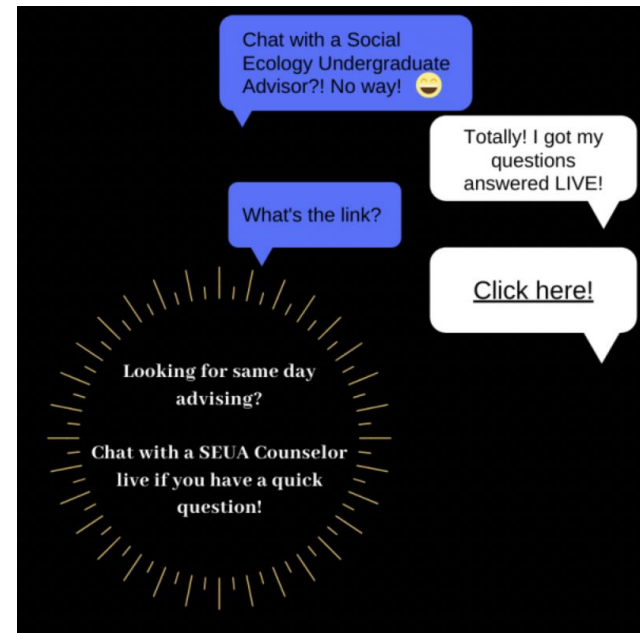 Chat with a Social
Ecology Undergraduate
Advisor?! No way! 😄
Totally! I got my
questions
answered LIVE!
What's the link?
Click here!
Looking for same day
advising?
Chat with a SEUA Counselor
live if you have a quick
question!